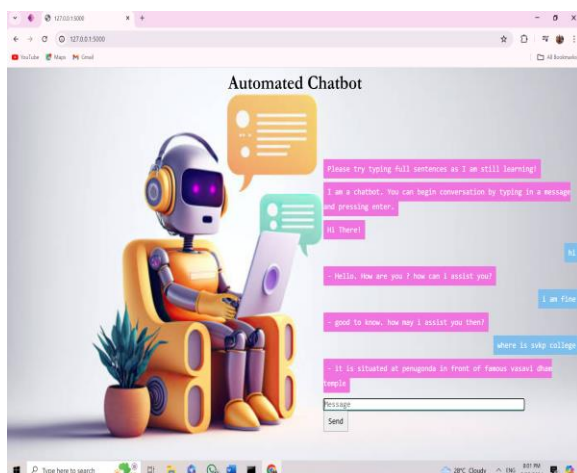 127.0.0.1:5000
127.0.0.1:5000
YouTube Maps Gmail
All Bookmarks
Automated Chatbot
Please try typing full sentences as I am still learning!
I am a chatbot. You can begin conversation by typing in a message
and pressing enter.
Hi There!
hi
- Hello. How are you ? how can i assist you?
i am fine
- good to know. how may i assist you then?
where is svkp college
- it is situated at penugonda in front of famous vasavi dham
temple
Message
Send
Type here to search
28°C Cloudy ENG 8:01 PM